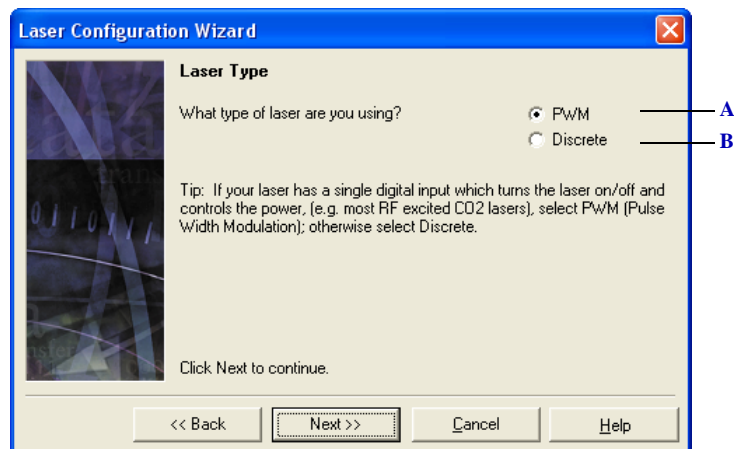 Laser Configuration Wizard
Laser Type
What type of laser are you using?
PWM
A
Discrete
B
Tip: If your laser has a single digital input which turns the laser on/off and
controls the power, (e.g. most RF excited CO2 lasers), select PWM (Pulse
Width Modulation); otherwise select Discrete.
Click Next to continue.
<< Back
Next >>
Cancel
Help